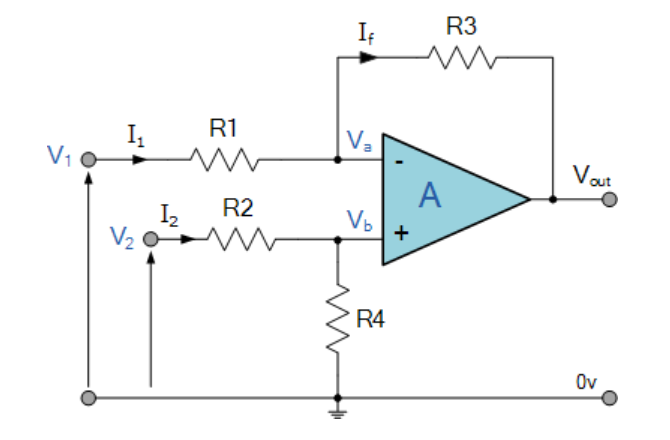 If
R3
I1
R1
V1
Va
-
A
Vout
I2
R2
V2
Vb
+
R4
0v